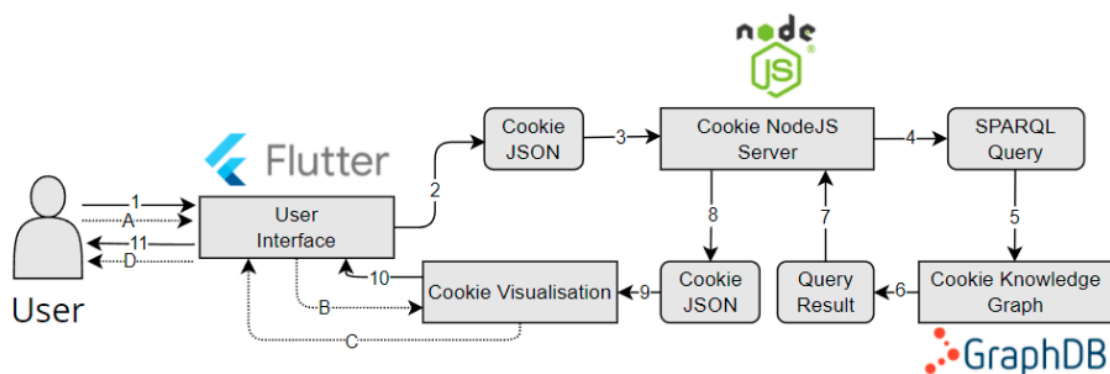 node
JS
®
Cookie
JSON
3
Cookie NodeJS
Server
4
SPARQL
Query
Flutter
1
A
11
D
User
User
Interface
2
8
7
5
10
B
C
Cookie Visualisation
9
Cookie
JSON
Query
Result
6
Cookie Knowledge
Graph
GraphDB